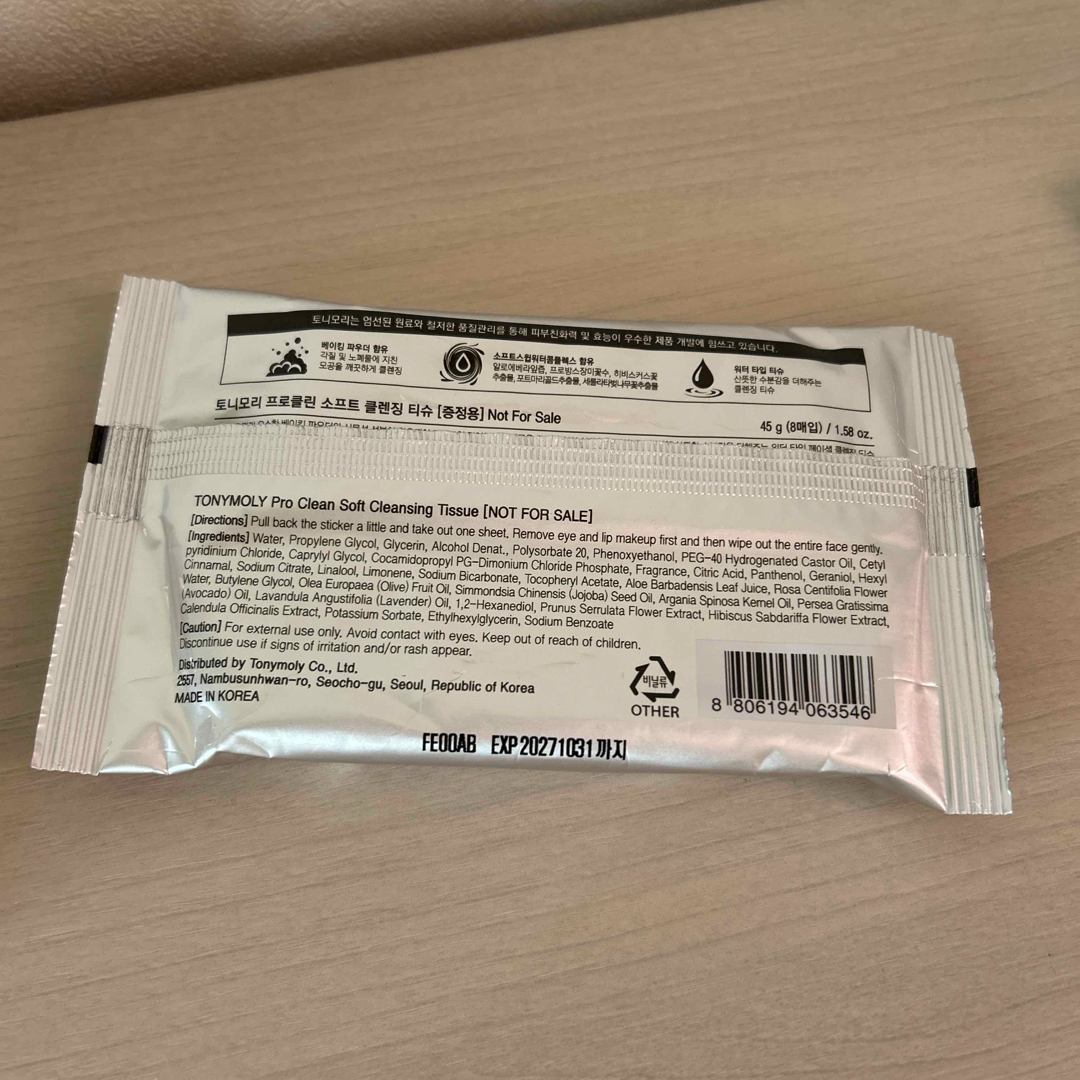 토니모리는 엄선된 원료와 철저한 품질관리를 통해 피부친화력 및 효능이 우수한 제품 개발에 힘쓰고 있습니다.
베이킹 파우더 함유
각질 및 노폐물에 지친
모공을 깨끗하게 클렌징
소프트스윕워터콤플렉스 함유
알로에베라잎즙, 프로방스장미꽃수, 히비스커스꽃
추출물, 포트마리골드추출물, 세룰라타벚나무꽃추출물
워터 타입 티슈
산뜻한 수분감을 더해주는
클렌징 티슈
토니모리 프로클린 소프트 클렌징 티슈 [증정용] Not For Sale
45 g (8매입) / 1.58 oz.
TONYMOLY Pro Clean Soft Cleansing Tissue [NOT FOR SALE]
[Directions] Pull back the sticker a little and take out one sheet. Remove eye and lip makeup first and then wipe out the entire face gently.
[Ingredients] Water, Propylene Glycol, Glycerin, Alcohol Denat., Polysorbate 20, Phenoxyethanol, PEG-40 Hydrogenated Castor Oil, Cetyl
pyridinium Chloride, Caprylyl Glycol, Cocamidopropyl PG-Dimonium Chloride Phosphate, Fragrance, Citric Acid, Panthenol, Geraniol, Hexyl
Cinnamal, Sodium Citrate, Linalool, Limonene, Sodium Bicarbonate, Tocopheryl Acetate, Aloe Barbadensis Leaf Juice, Rosa Centifolia Flower
Water, Butylene Glycol, Olea Europaea (Olive) Fruit Oil, Simmondsia Chinensis (Jojoba) Seed Oil, Argania Spinosa Kernel Oil, Persea Gratissima
(Avocado) Oil, Lavandula Angustifolia (Lavender) Oil, 1,2-Hexanediol, Prunus Serrulata Flower Extract, Hibiscus Sabdariffa Flower Extract,
Calendula Officinalis Extract, Potassium Sorbate, Ethylhexylglycerin, Sodium Benzoate
[Caution] For external use only. Avoid contact with eyes. Keep out of reach of children.
Discontinue use if signs of irritation and/or rash appear.
Distributed by Tonymoly Co., Ltd.
2557, Nambusunhwan-ro, Seocho-gu, Seoul, Republic of Korea
MADE IN KOREA
비닐류
OTHER
8 806194 063546
FE00AB EXP 20271031 까지